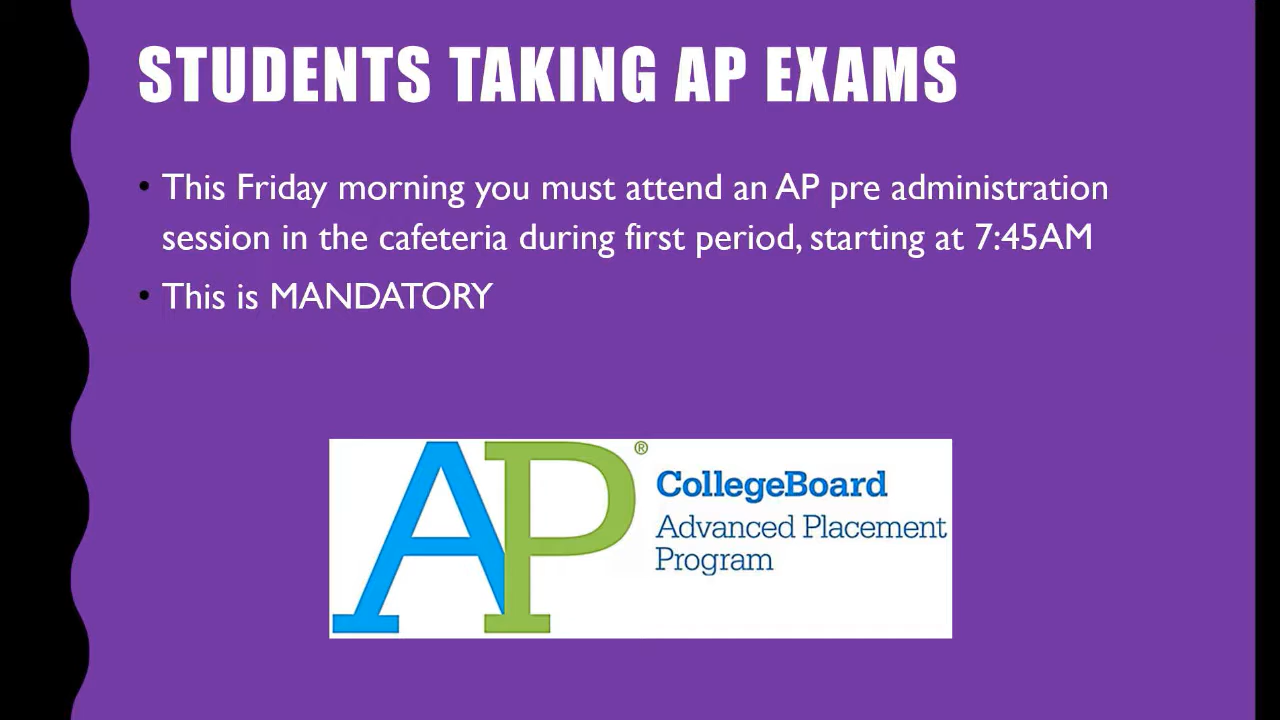 STUDENTS TAKING AP EXAMS
• This Friday morning you must attend an AP pre administration
session in the cafeteria during first period, starting at 7:45AM
• This is MANDATORY
AP®
CollegeBoard
Advanced Placement
Program